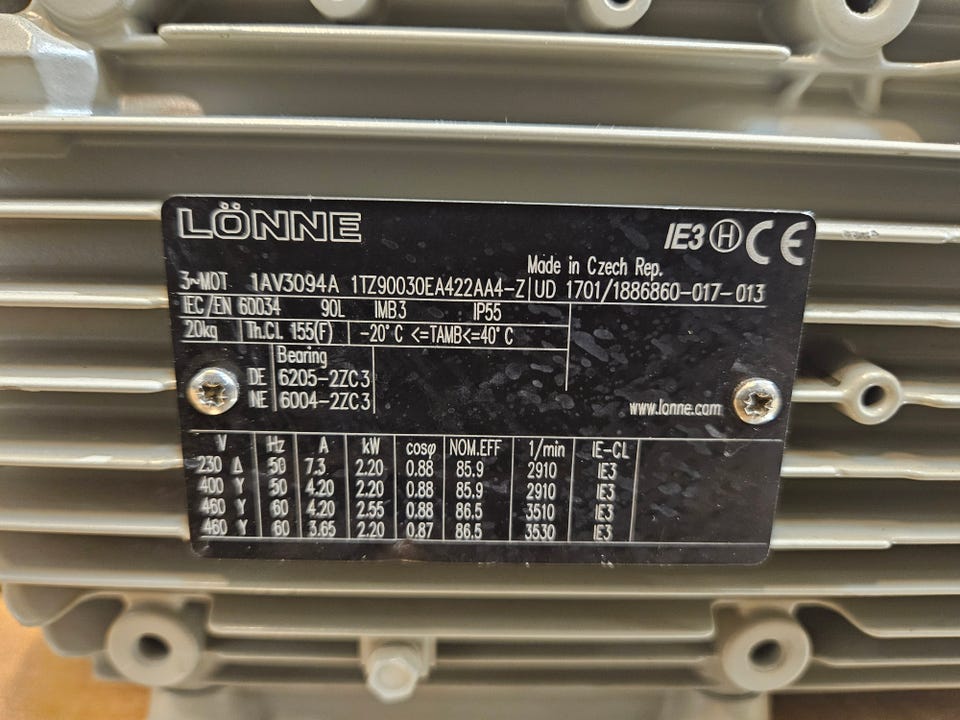 LÖNNE IE3 H CE
Made in Czech Rep.
3~MOT 1AV3094A 1TZ90030EA422AA4-Z UD 1701/1886860-017-013
IEC/EN 60034 90L IMB3 IP55
20kg Th.Cl. 155(F) -20°C <=TAMB<=40°C
Bearing
DE 6205-2ZC3
NE 6004-2ZC3
www.lonne.com
V Hz A kW cosφ NOM.EFF 1/min IE-CL
230 Δ 50 7.3 2.20 0.88 85.9 2910 IE3
400 Y 50 4.20 2.20 0.88 85.9 2910 IE3
460 Y 60 4.20 2.55 0.88 86.5 3510 IE3
460 Y 60 3.65 2.20 0.87 86.5 3530 IE3